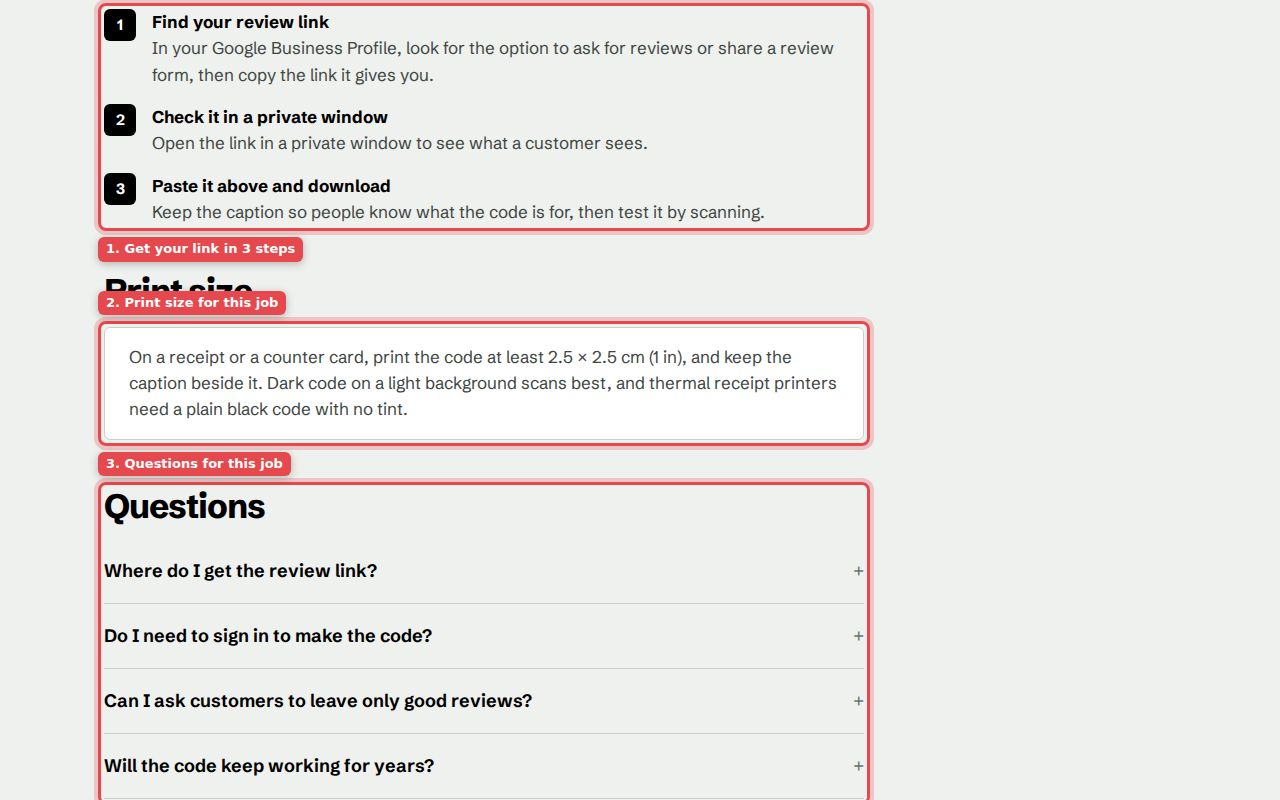 1
Find your review link
In your Google Business Profile, look for the option to ask for reviews or share a review
form, then copy the link it gives you.
2
Check it in a private window
Open the link in a private window to see what a customer sees.
3
Paste it above and download
Keep the caption so people know what the code is for, then test it by scanning.
1. Get your link in 3 steps
Print size
2. Print size for this job
On a receipt or a counter card, print the code at least 2.5 × 2.5 cm (1 in), and keep the
caption beside it. Dark code on a light background scans best, and thermal receipt printers
need a plain black code with no tint.
3. Questions for this job
Questions
Where do I get the review link? +
Do I need to sign in to make the code? +
Can I ask customers to leave only good reviews? +
Will the code keep working for years? +